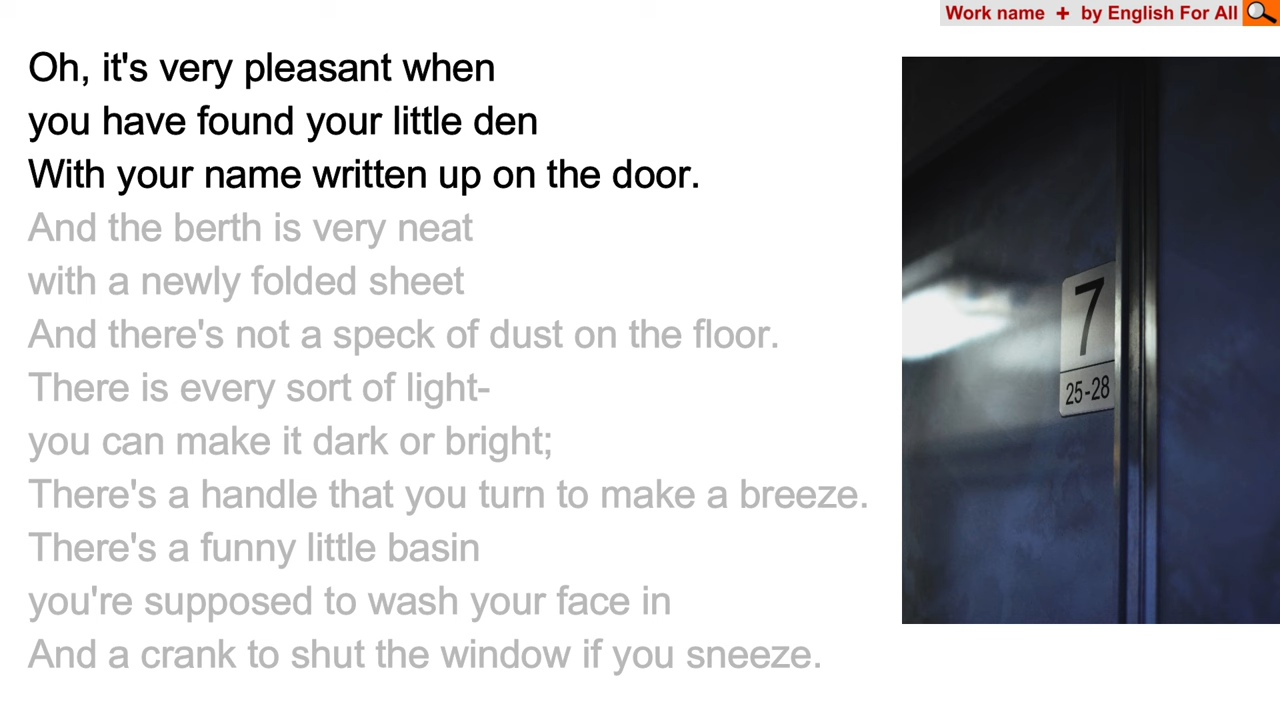 Work name + by English For All
Oh, it's very pleasant when
you have found your little den
With your name written up on the door.
And the berth is very neat
with a newly folded sheet
And there's not a speck of dust on the floor.
There is every sort of light-
you can make it dark or bright;
There's a handle that you turn to make a breeze.
There's a funny little basin
you're supposed to wash your face in
And a crank to shut the window if you sneeze.
7
25-28